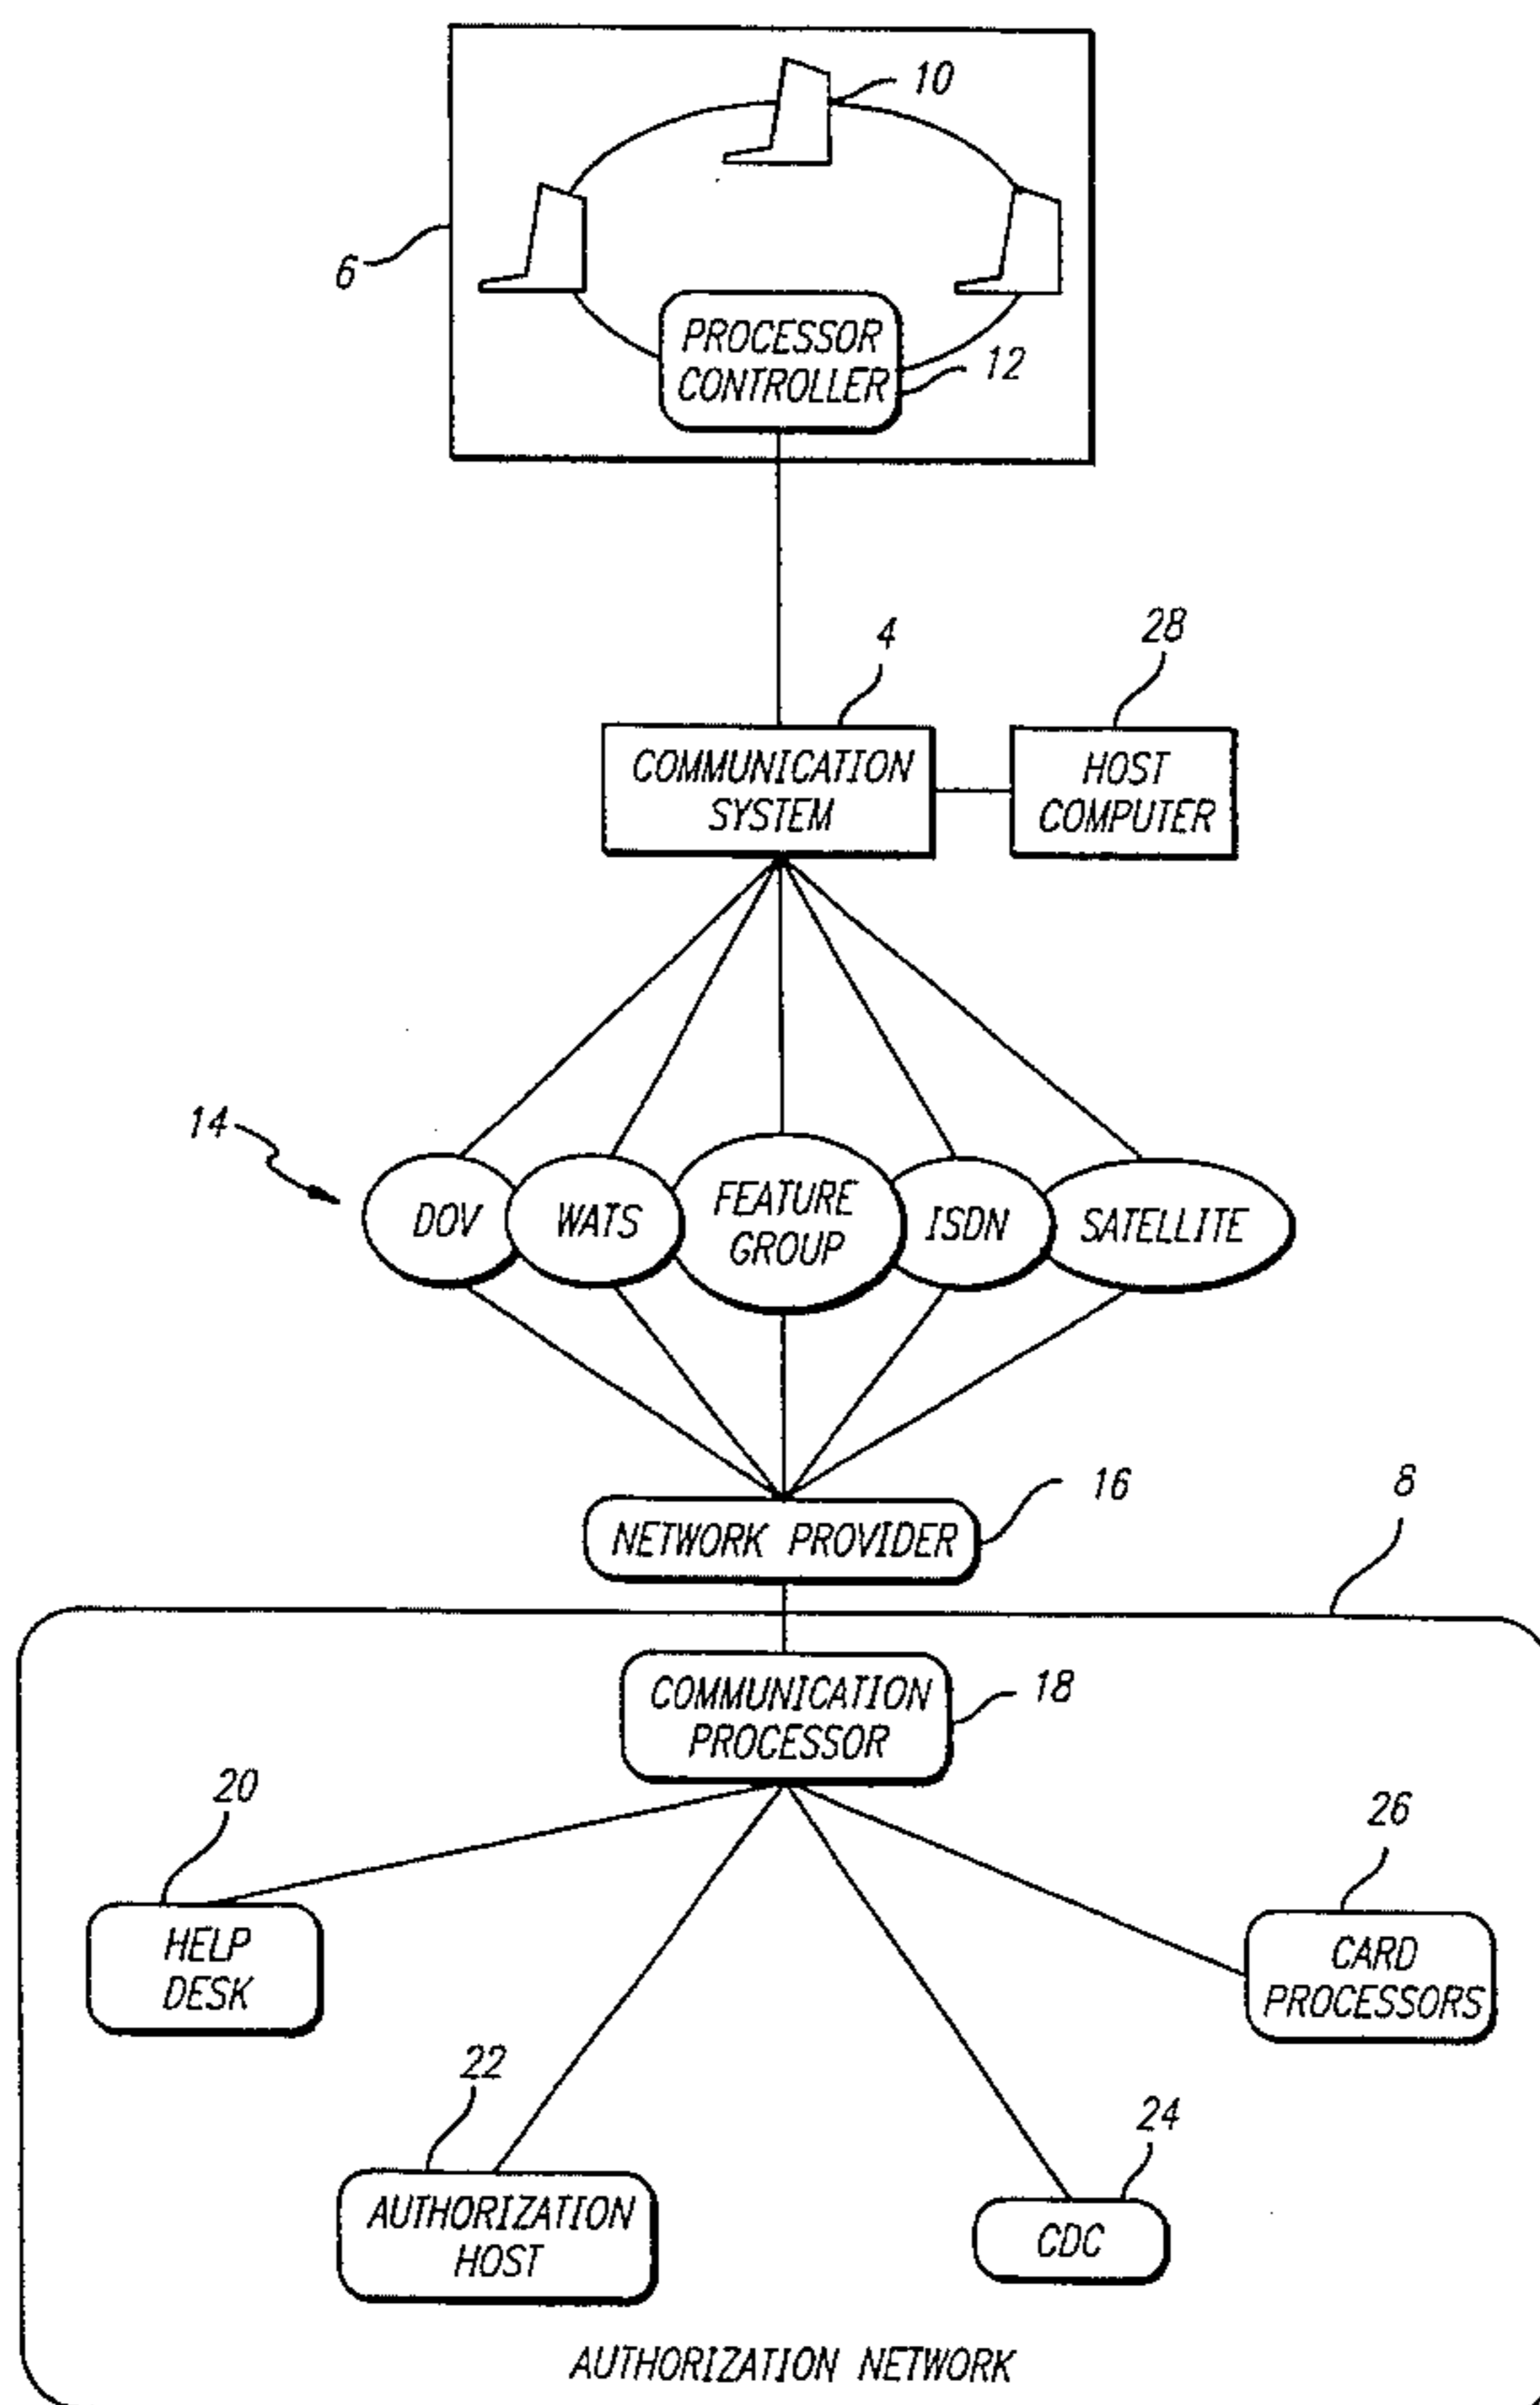 10
6
PROCESSOR
CONTROLLER
12
4
28
COMMUNICATION
SYSTEM
HOST
COMPUTER
14
DOV
WATS
FEATURE
GROUP
ISDN
SATELLITE
16
8
NETWORK PROVIDER
COMMUNICATION
PROCESSOR
18
20
26
HELP
DESK
CARD
PROCESSORS
22
24
AUTHORIZATION
HOST
CDC
AUTHORIZATION NETWORK